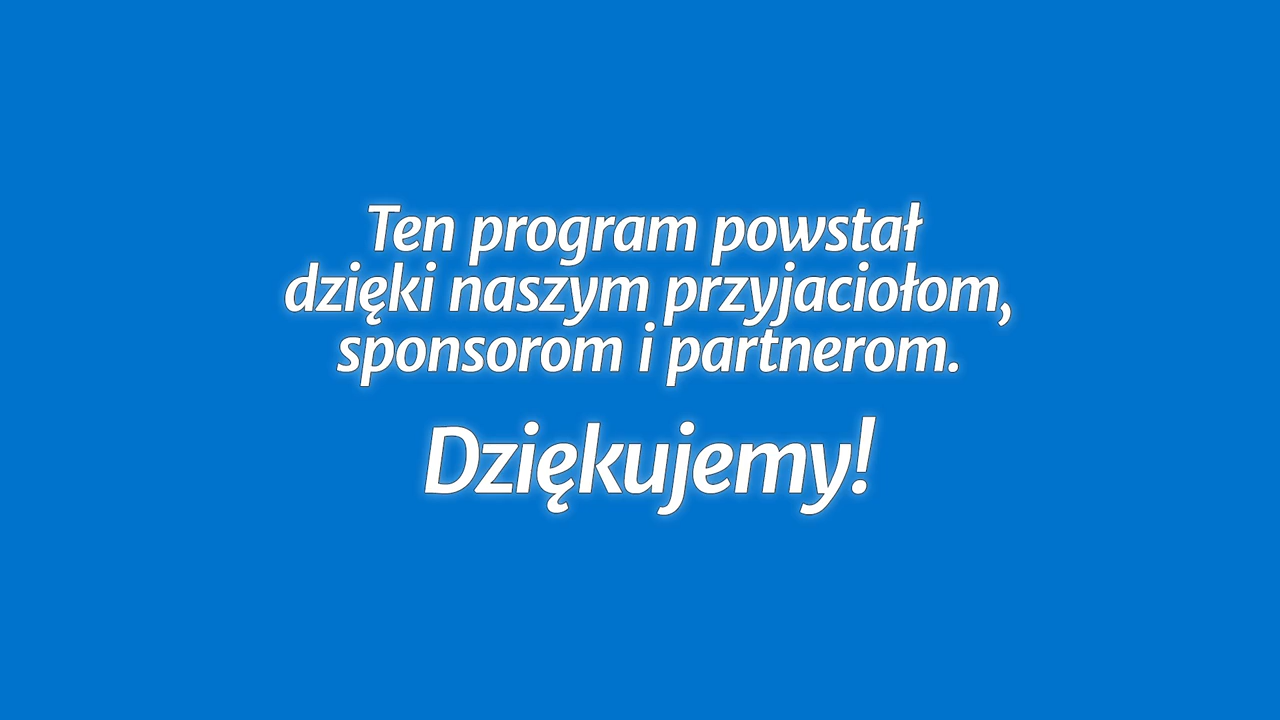 Ten program powstał
dzięki naszym przyjaciołom,
sponsorom i partnerom.
Dziękujemy!